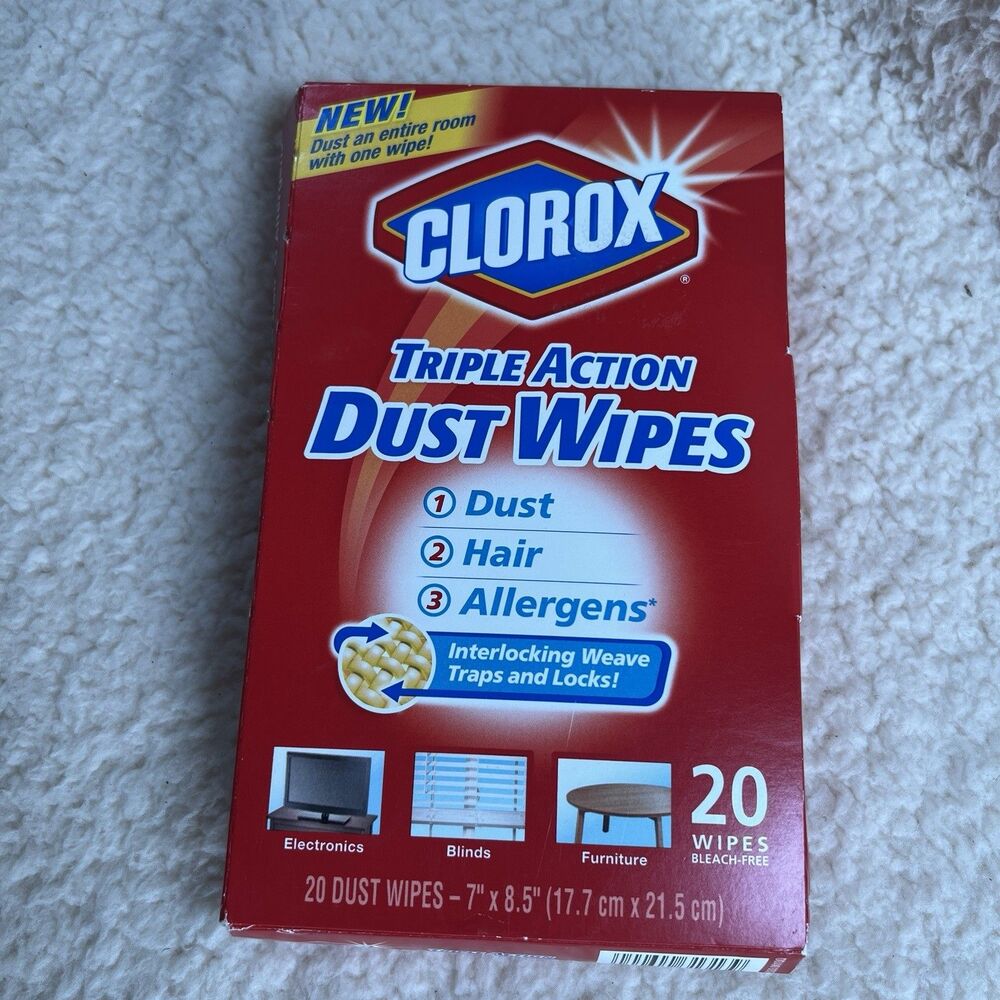 NEW!
Dust an entire room
with one wipe!
CLOROX
®
TRIPLE ACTION
DUST WIPES
1 Dust
2 Hair
3 Allergens*
Interlocking Weave
Traps and Locks!
Electronics
Blinds
Furniture
20
WIPES
BLEACH-FREE
20 DUST WIPES – 7" x 8.5" (17.7 cm x 21.5 cm)